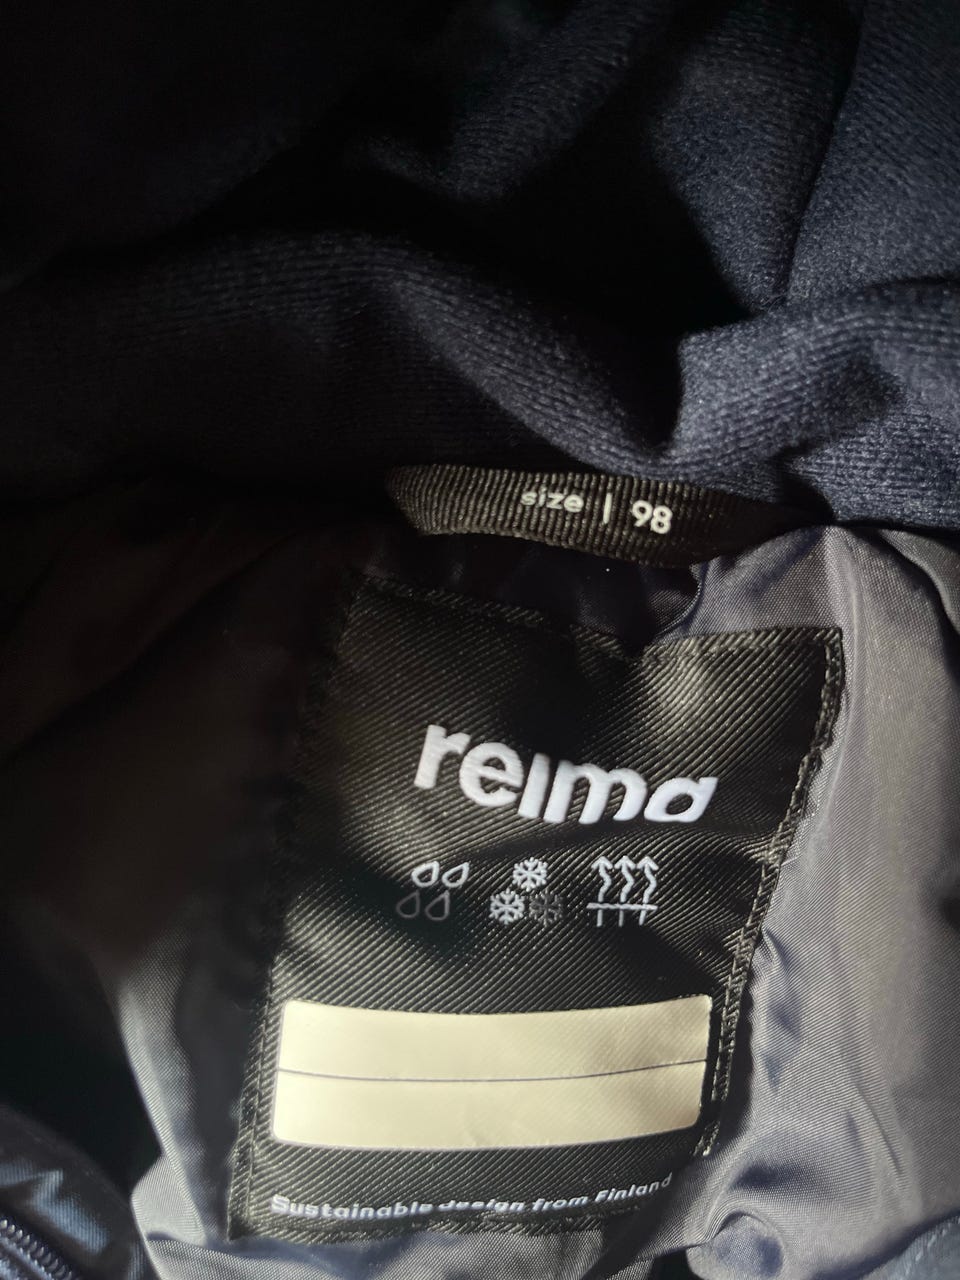 size | 98
reima
Sustainable design from Finland